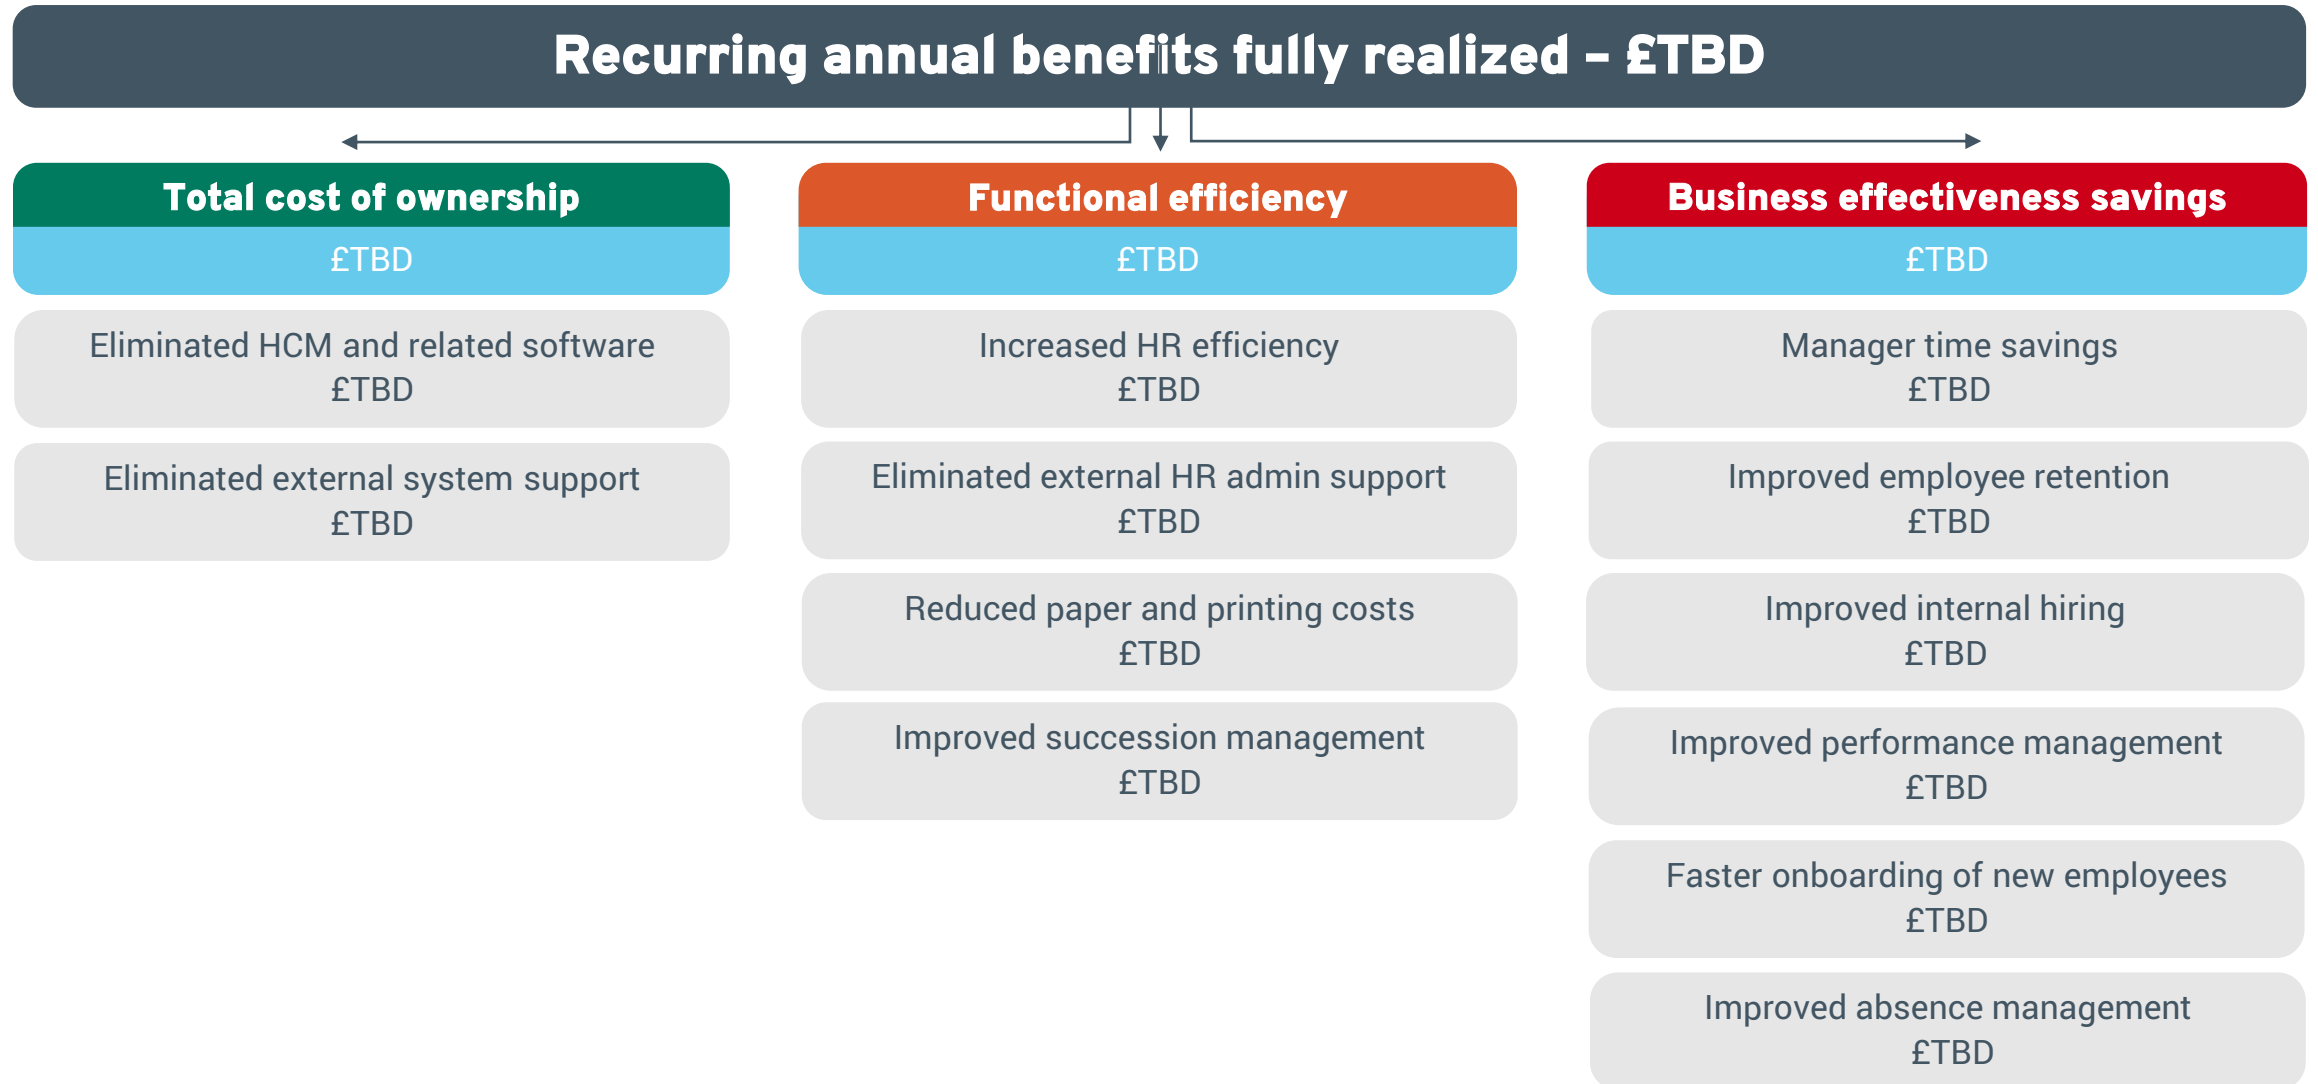 Recurring annual benefits fully realized – £TBD
Total cost of ownership
£TBD
Eliminated HCM and related software
£TBD
Eliminated external system support
£TBD
Functional efficiency
£TBD
Increased HR efficiency
£TBD
Eliminated external HR admin support
£TBD
Reduced paper and printing costs
£TBD
Improved succession management
£TBD
Business effectiveness savings
£TBD
Manager time savings
£TBD
Improved employee retention
£TBD
Improved internal hiring
£TBD
Improved performance management
£TBD
Faster onboarding of new employees
£TBD
Improved absence management
£TBD